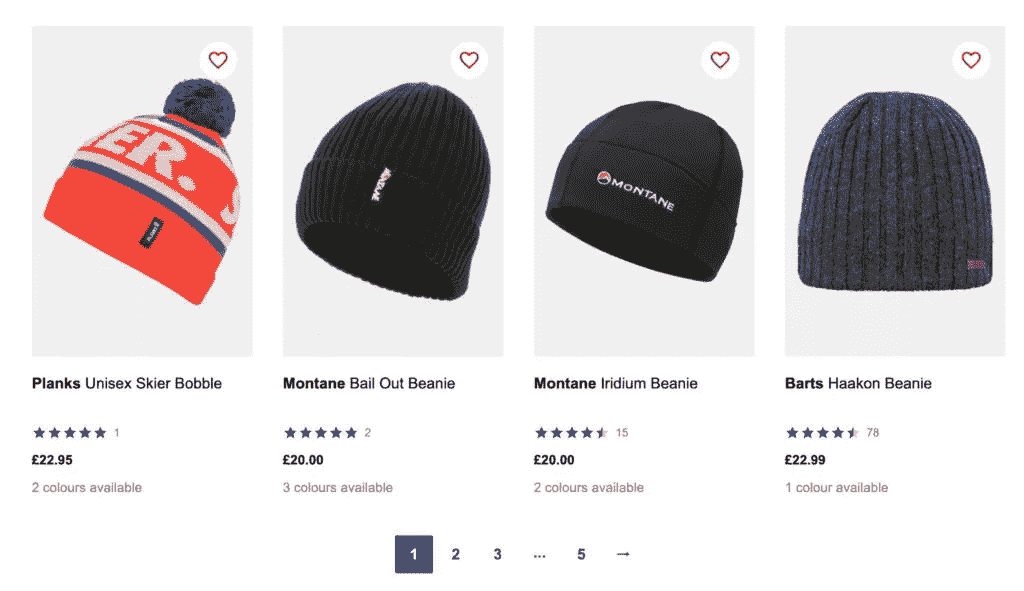 ER. S
MONTANE
Planks Unisex Skier Bobble
Montane Bail Out Beanie
Montane Iridium Beanie
Barts Haakon Beanie
1
2
15
78
£22.95
£20.00
£20.00
£22.99
2 colours available
3 colours available
2 colours available
1 colour available
1 2 3 ... 5 →